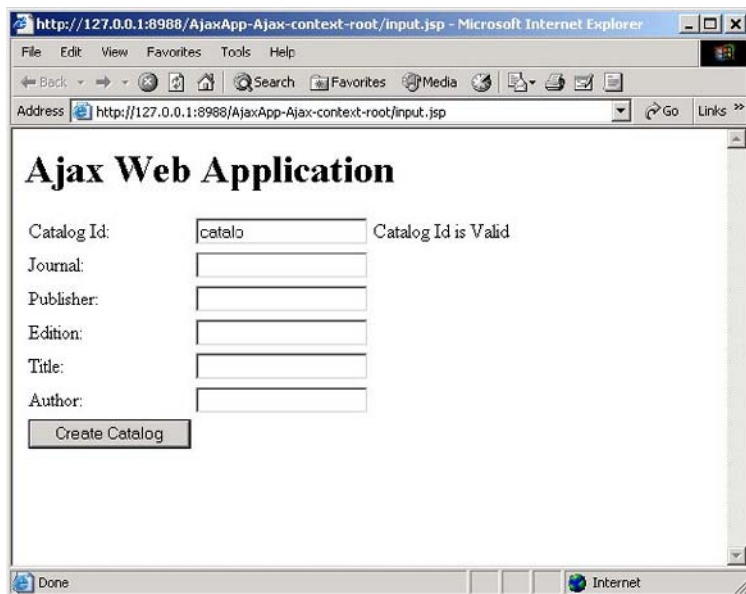 http://127.0.0.1:8988/AjaxApp-Ajax-context-root/input.jsp - Microsoft Internet Explorer
File Edit View Favorites Tools Help
Back Search Favorites Media
Address http://127.0.0.1:8988/AjaxApp-Ajax-context-root/input.jsp Go Links »
Ajax Web Application
Catalog Id: catalo Catalog Id is Valid
Journal:
Publisher:
Edition:
Title:
Author:
Create Catalog
Done Internet